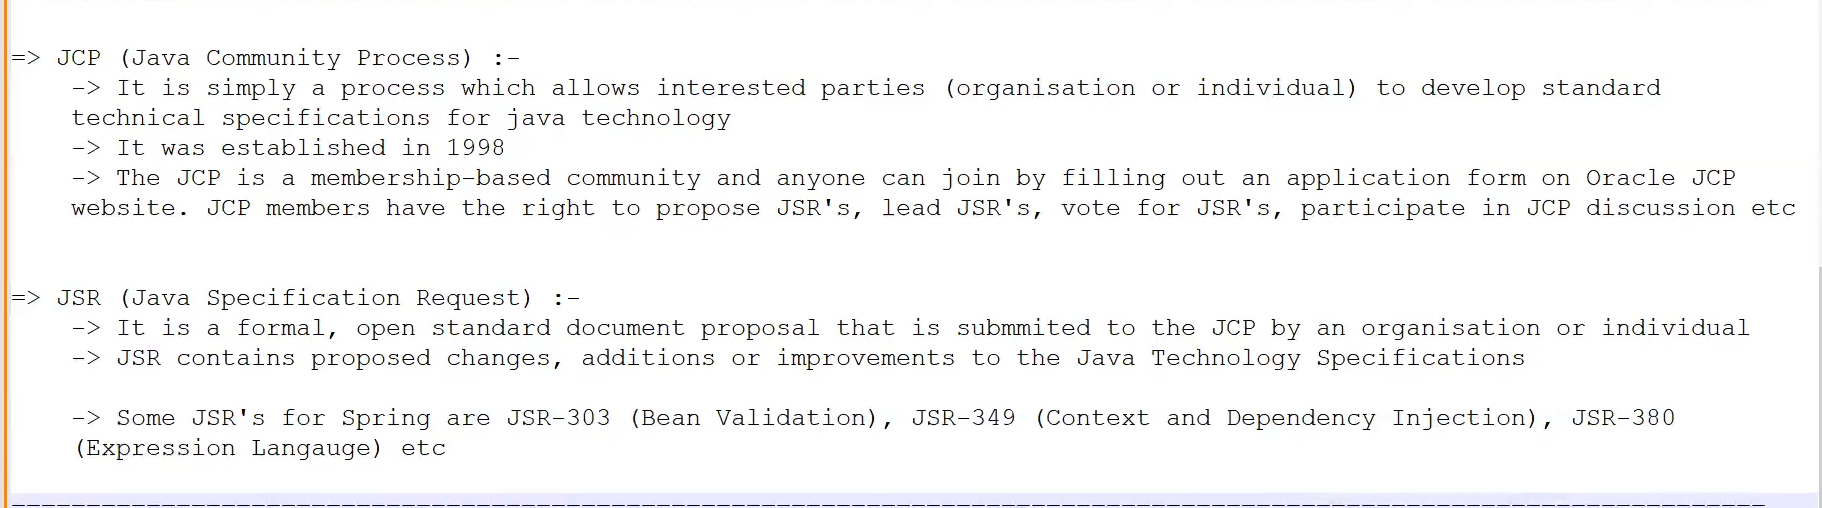 => JCP (Java Community Process) :-
-> It is simply a process which allows interested parties (organisation or individual) to develop standard
technical specifications for java technology
-> It was established in 1998
-> The JCP is a membership-based community and anyone can join by filling out an application form on Oracle JCP
website. JCP members have the right to propose JSR's, lead JSR's, vote for JSR's, participate in JCP discussion etc
=> JSR (Java Specification Request) :-
-> It is a formal, open standard document proposal that is submmited to the JCP by an organisation or individual
-> JSR contains proposed changes, additions or improvements to the Java Technology Specifications
-> Some JSR's for Spring are JSR-303 (Bean Validation), JSR-349 (Context and Dependency Injection), JSR-380
(Expression Langauge) etc